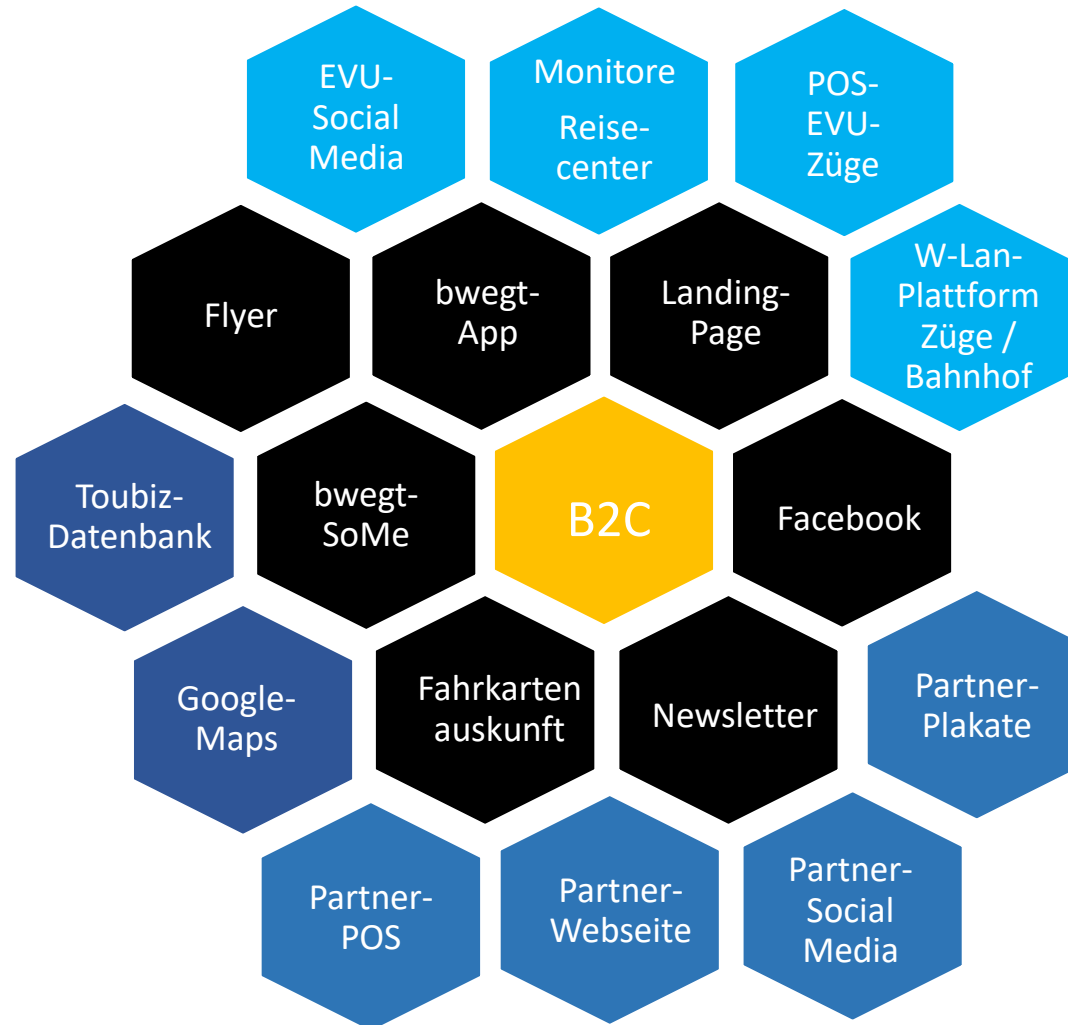 EVU-
Social
Media
Monitore
Reise-
center
POS-
EVU-
Züge
Flyer
bwegt-
App
Landing-
Page
W-Lan-
Plattform
Züge /
Bahnhof
Toubiz-
Datenbank
bwegt-
SoMe
B2C
Facebook
Google-
Maps
Fahrkarten
auskunft
Newsletter
Partner-
Plakate
Partner-
POS
Partner-
Webseite
Partner-
Social
Media